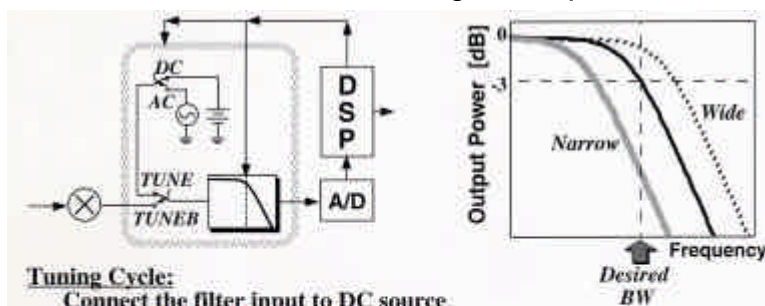 DC
AC
TUNE
TUNEB
D
S
P
A/D
Output Power [dB]
0
-3
Narrow
Wide
Frequency
Desired
BW
Tuning Cycle:
Connect the filter input to DC source